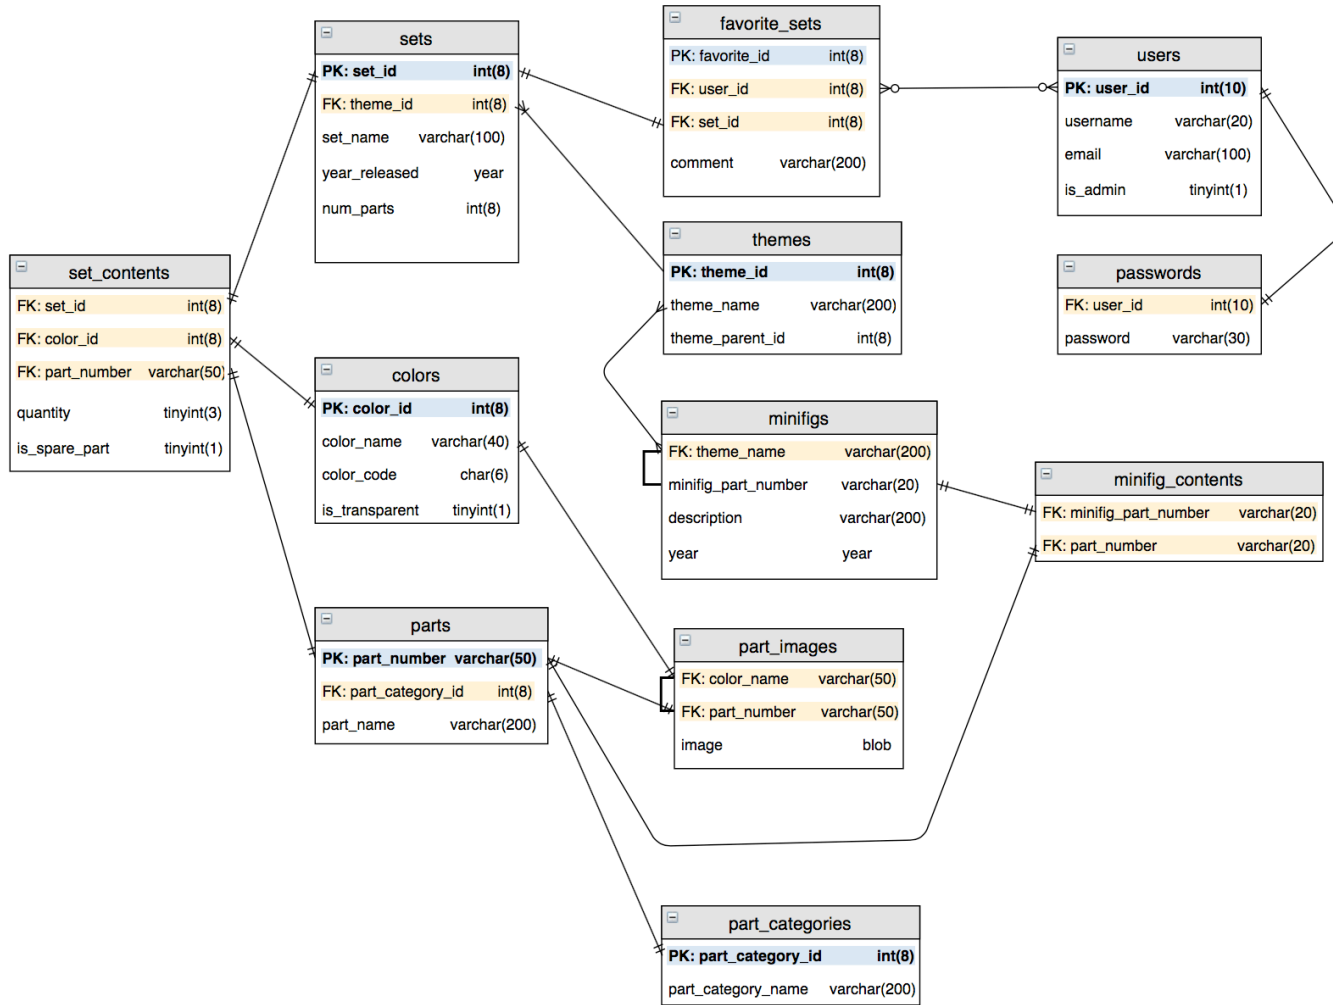 sets
PK: set_id int(8)
FK: theme_id int(8)
set_name varchar(100)
year_released year
num_parts int(8)
favorite_sets
PK: favorite_id int(8)
FK: user_id int(8)
FK: set_id int(8)
comment varchar(200)
users
PK: user_id int(10)
username varchar(20)
email varchar(100)
is_admin tinyint(1)
set_contents
FK: set_id int(8)
FK: color_id int(8)
FK: part_number varchar(50)
quantity tinyint(3)
is_spare_part tinyint(1)
themes
PK: theme_id int(8)
theme_name varchar(200)
theme_parent_id int(8)
passwords
FK: user_id int(10)
password varchar(30)
colors
PK: color_id int(8)
color_name varchar(40)
color_code char(6)
is_transparent tinyint(1)
minifigs
FK: theme_name varchar(200)
minifig_part_number varchar(20)
description varchar(200)
year year
minifig_contents
FK: minifig_part_number varchar(20)
FK: part_number varchar(20)
parts
PK: part_number varchar(50)
FK: part_category_id int(8)
part_name varchar(200)
part_images
FK: color_name varchar(50)
FK: part_number varchar(50)
image blob
part_categories
PK: part_category_id int(8)
part_category_name varchar(200)